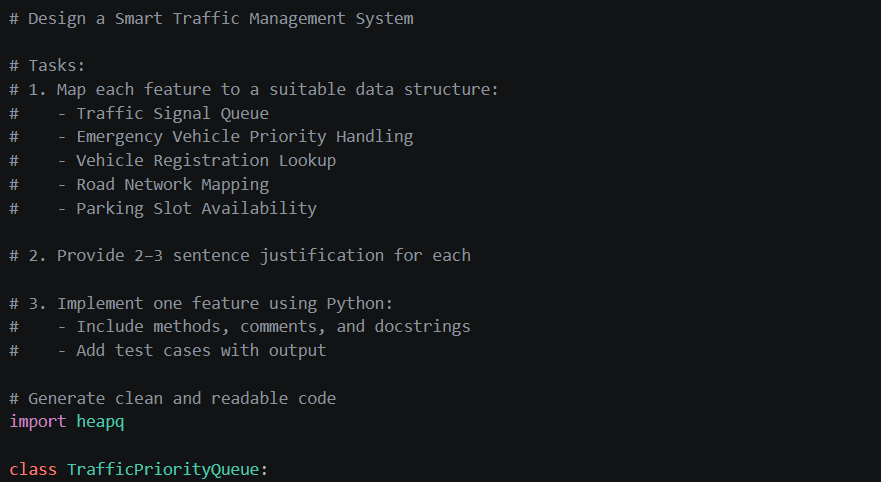 # Design a Smart Traffic Management System
# Tasks:
# 1. Map each feature to a suitable data structure:
#    - Traffic Signal Queue
#    - Emergency Vehicle Priority Handling
#    - Vehicle Registration Lookup
#    - Road Network Mapping
#    - Parking Slot Availability
# 2. Provide 2–3 sentence justification for each
# 3. Implement one feature using Python:
#    - Include methods, comments, and docstrings
#    - Add test cases with output
# Generate clean and readable code
import heapq
class TrafficPriorityQueue: